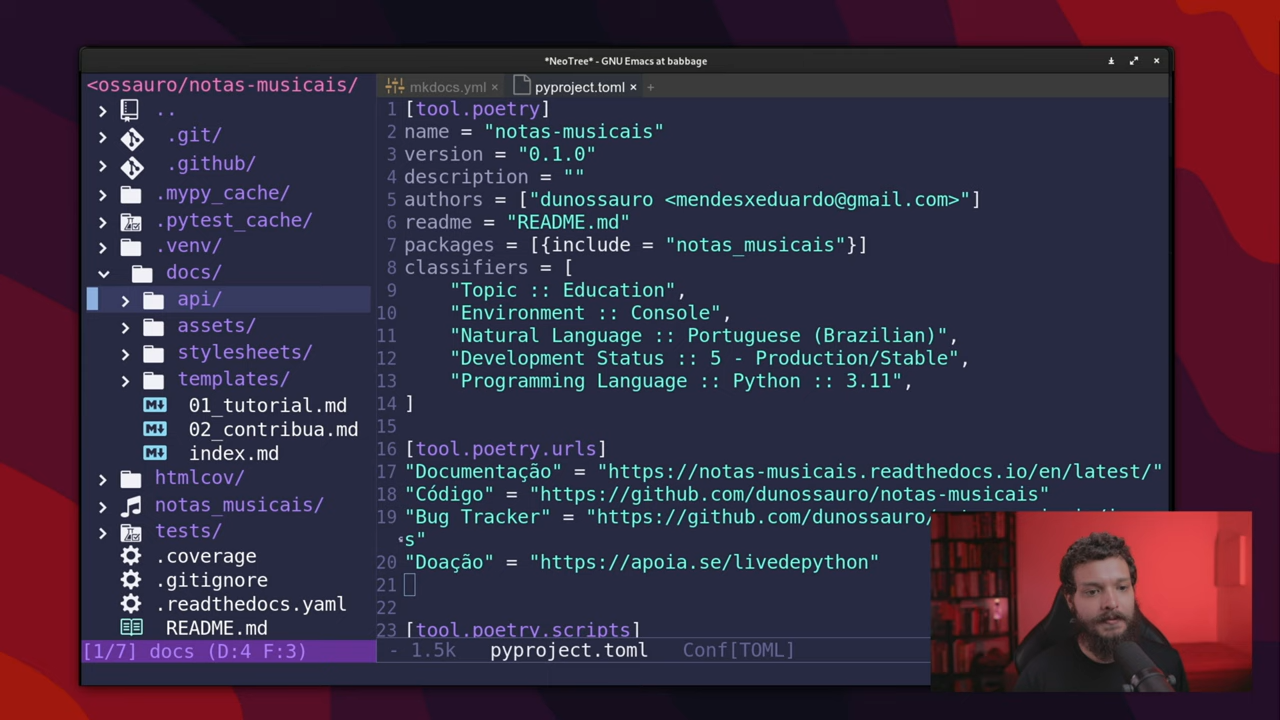 *NeoTree* - GNU Emacs at babbage
<ossauro/notas-musicais/
..
.git/
.github/
.mypy_cache/
.pytest_cache/
.venv/
docs/
api/
assets/
stylesheets/
templates/
01_tutorial.md
02_contribua.md
index.md
htmlcov/
notas_musicais/
tests/
.coverage
.gitignore
.readthedocs.yaml
README.md
[1/7] docs (D:4 F:3)
mkdocs.yml × pyproject.toml × +
1 [tool.poetry]
2 name = "notas-musicais"
3 version = "0.1.0"
4 description = ""
5 authors = ["dunossauro <mendesxeduardo@gmail.com>"]
6 readme = "README.md"
7 packages = [{include = "notas_musicais"}]
8 classifiers = [
9 "Topic :: Education",
10 "Environment :: Console",
11 "Natural Language :: Portuguese (Brazilian)",
12 "Development Status :: 5 - Production/Stable",
13 "Programming Language :: Python :: 3.11",
14 ]
15
16 [tool.poetry.urls]
17 "Documentação" = "https://notas-musicais.readthedocs.io/en/latest/"
18 "Código" = "https://github.com/dunossauro/notas-musicais"
19 "Bug Tracker" = "https://github.com/dunossauro/
s"
20 "Doação" = "https://apoia.se/livedepython"
21
22
23 [tool.poetry.scripts]
- 1.5k pyproject.toml Conf[TOML]